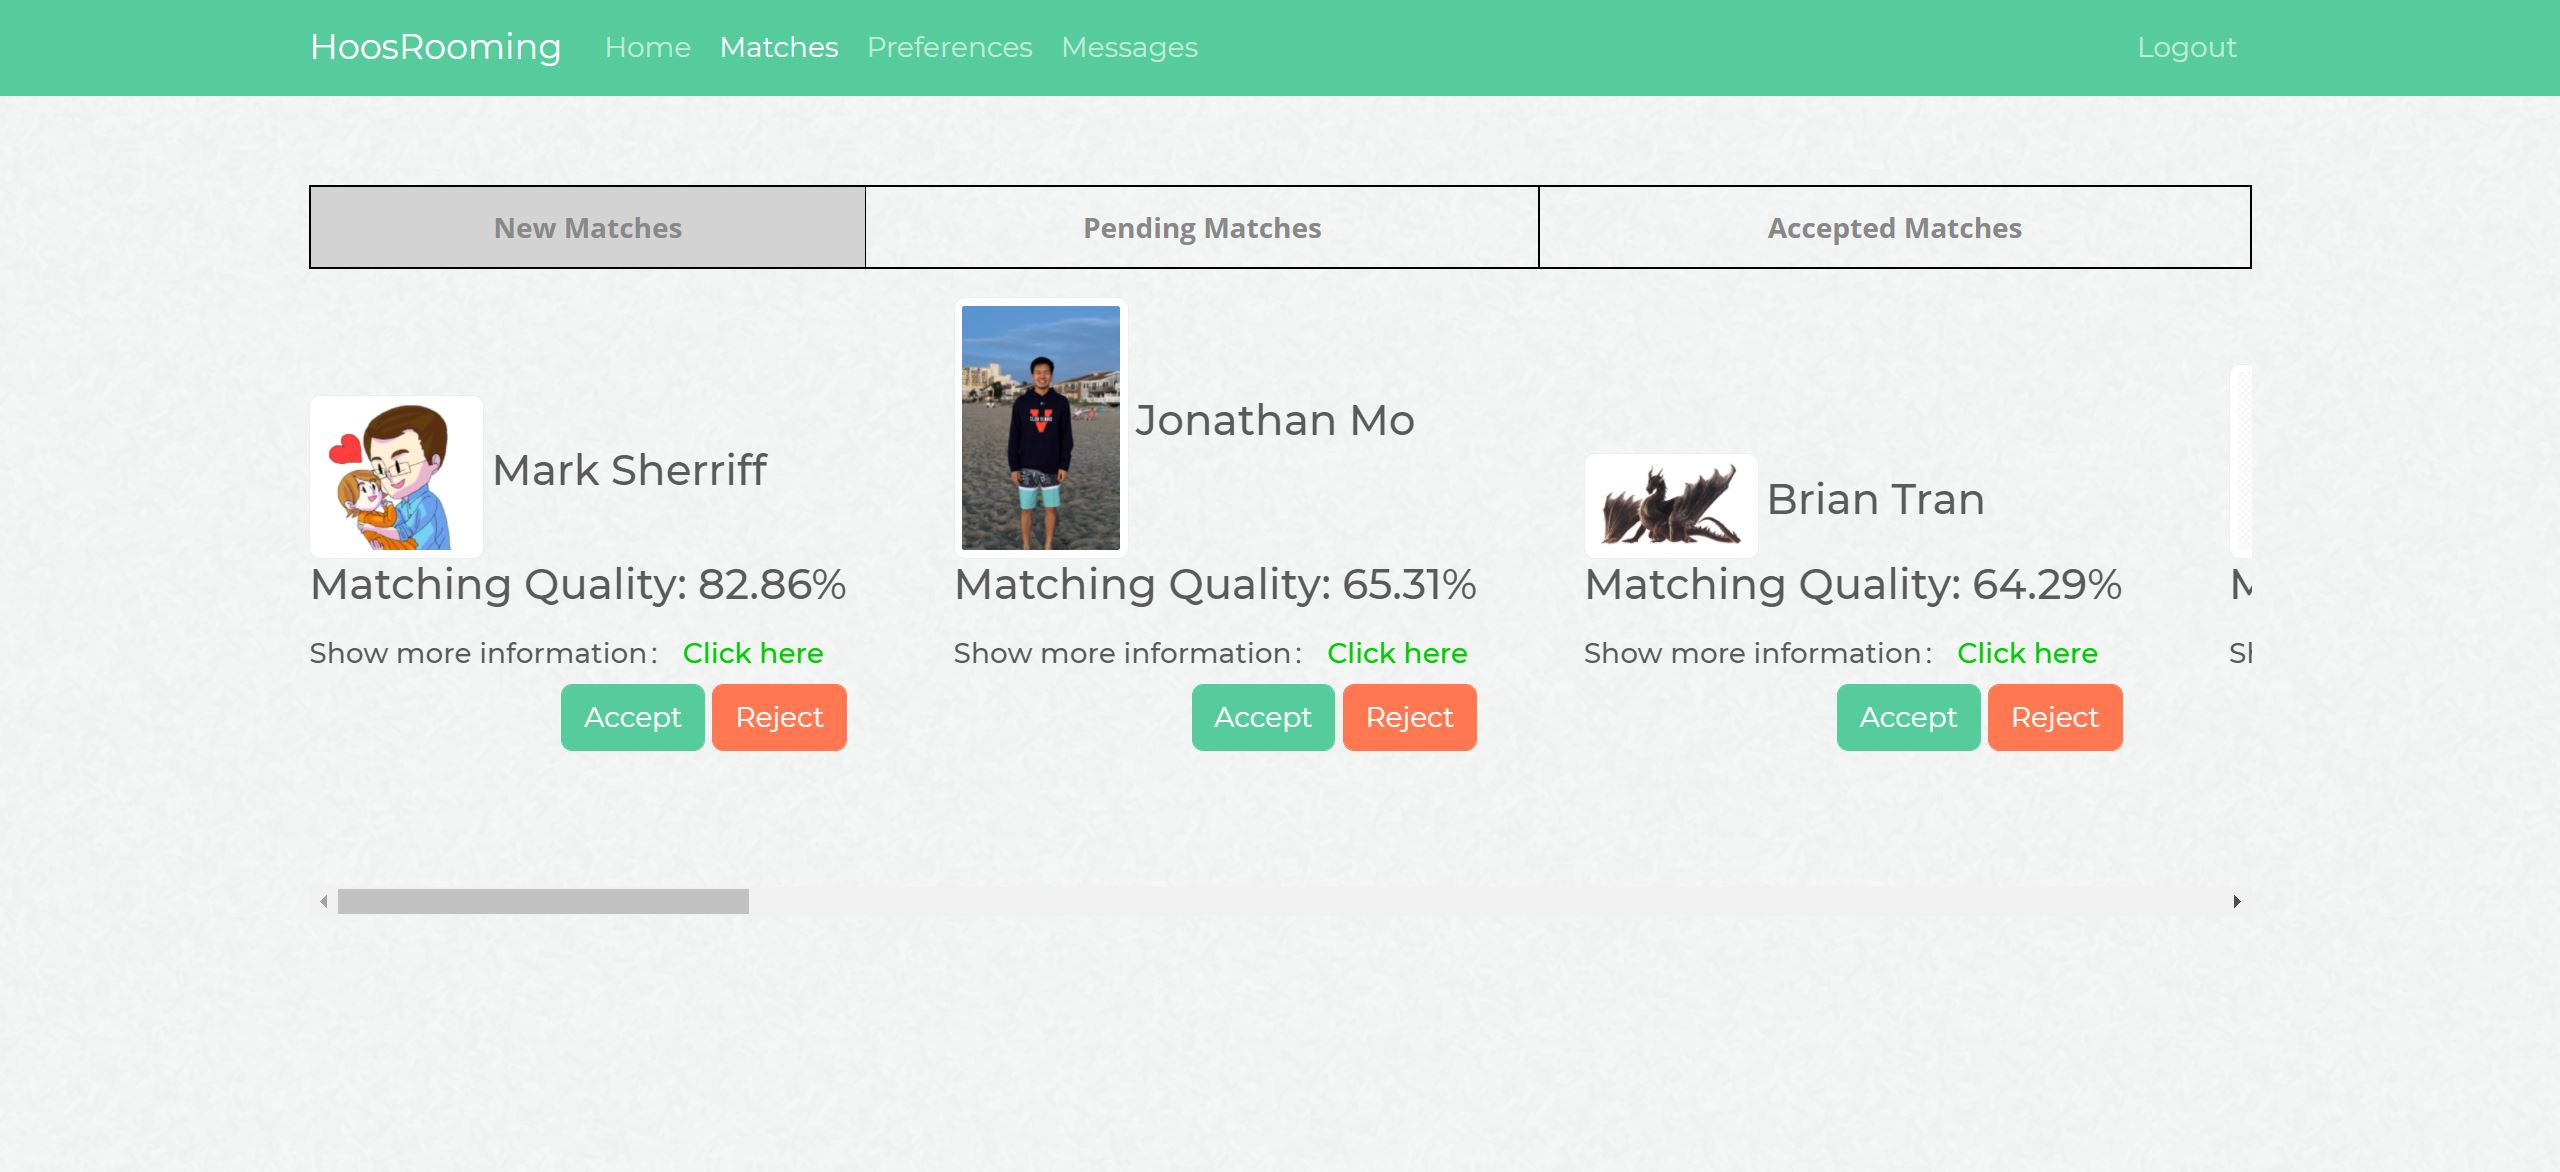 HoosRooming Home Matches Preferences Messages Logout
New Matches Pending Matches Accepted Matches
Mark Sherriff
Matching Quality: 82.86%
Show more information: Click here
Accept Reject
Jonathan Mo
Matching Quality: 65.31%
Show more information: Click here
Accept Reject
Brian Tran
Matching Quality: 64.29%
Show more information: Click here
Accept Reject